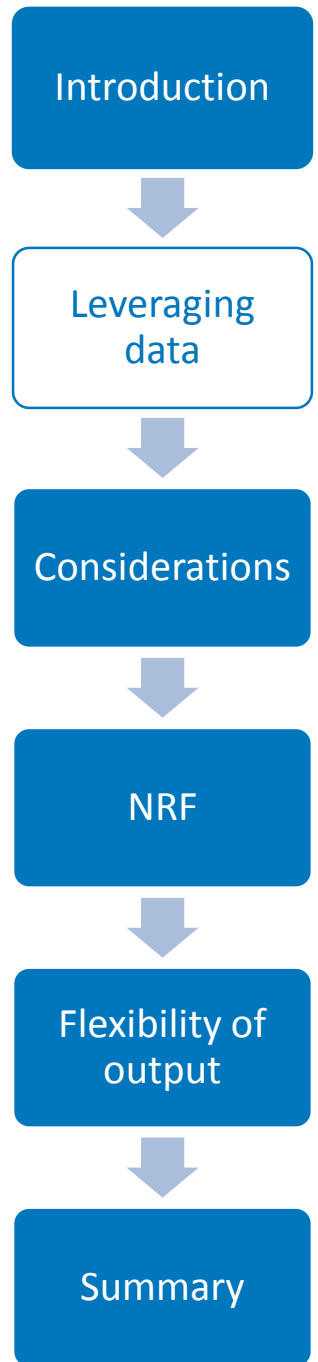 Introduction
Leveraging
data
Considerations
NRF
Flexibility of
output
Summary